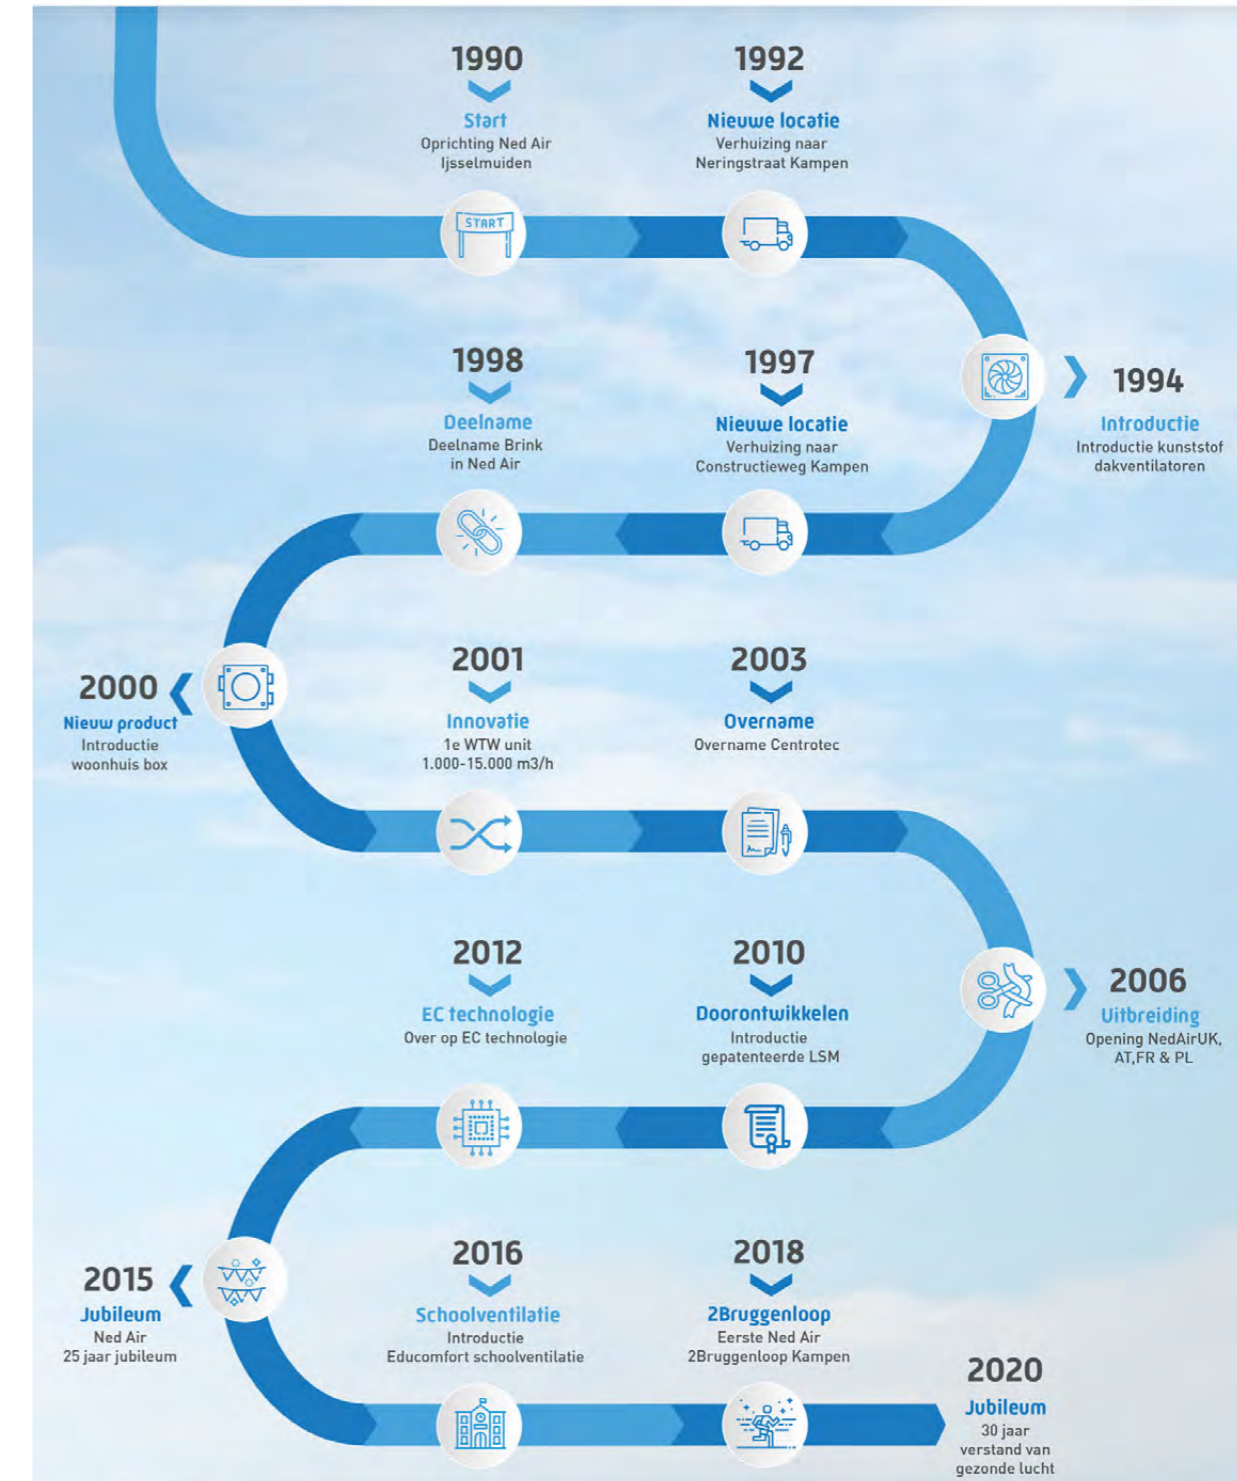 1990
Start
Oprichting Ned Air
Ijsselmuiden
START
1992
Nieuwe locatie
Verhuizing naar
Neringstraat Kampen
1994
Introductie
Introductie kunststof
dakventilatoren
1997
Nieuwe locatie
Verhuizing naar
Constructieweg Kampen
1998
Deelname
Deelname Brink
in Ned Air
2000
Nieuw product
Introductie
woonhuis box
2001
Innovatie
1e WTW unit
1.000-15.000 m3/h
2003
Overname
Overname Centrotec
2006
Uitbreiding
Opening NedAirUK,
AT,FR & PL
2010
Doorontwikkelen
Introductie
gepatenteerde LSM
2012
EC technologie
Over op EC technologie
2015
Jubileum
Ned Air
25 jaar jubileum
2016
Schoolventilatie
Introductie
Educomfort schoolventilatie
2018
2Bruggenloop
Eerste Ned Air
2Bruggenloop Kampen
2020
Jubileum
30 jaar
verstand van
gezonde lucht